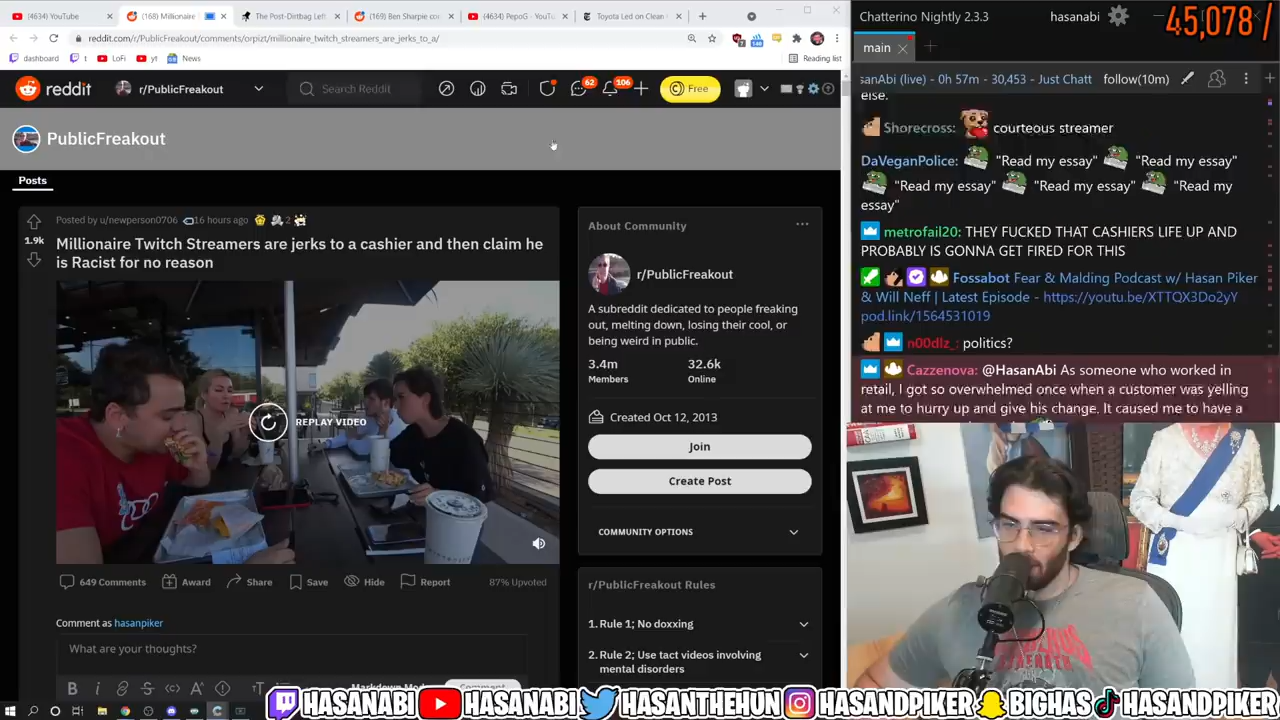 (4634) YouTube
(168) Millionaire
The Post-Dirtbag Left
(169) Ben Sharpie co
(4634) PepoG - YouTu
Toyota Led on Clean
reddit.com/r/PublicFreakout/comments/orpizt/millionaire_twitch_streamers_are_jerks_to_a/
dashboard
t
LoFi
yt
News
Reading list
reddit
r/PublicFreakout
Search Reddit
62
106
Free
PublicFreakout
Posts
Posted by u/newperson0706
16 hours ago
2
1.9k
Millionaire Twitch Streamers are jerks to a cashier and then claim he
is Racist for no reason
REPLAY VIDEO
649 Comments
Award
Share
Save
Hide
Report
87% Upvoted
Comment as hasanpiker
What are your thoughts?
Markdown Mode
Comment
About Community
r/PublicFreakout
A subreddit dedicated to people freaking
out, melting down, losing their cool, or
being weird in public.
3.4m
32.6k
Members
Online
Created Oct 12, 2013
Join
Create Post
COMMUNITY OPTIONS
r/PublicFreakout Rules
1. Rule 1; No doxxing
2. Rule 2; Use tact videos involving
mental disorders
Chatterino Nightly 2.3.3
hasanabi
45,078 /
main
sanAbi (live) - 0h 57m - 30,453 - Just Chatt
follow(10m)
else.
Shorecross: courteous streamer
DaVeganPolice: "Read my essay" "Read my essay"
"Read my essay" "Read my essay" "Read my
essay"
metrofail20: THEY FUCKED THAT CASHIERS LIFE UP AND
PROBABLY IS GONNA GET FIRED FOR THIS
Fossabot Fear & Malding Podcast w/ Hasan Piker
& Will Neff | Latest Episode - https://youtu.be/XTTQX3Do2yY
pod.link/1564531019
n00dlz_: politics?
Cazzenova: @HasanAbi As someone who worked in
retail, I got so overwhelmed once when a customer was yelling
at me to hurry up and give his change. It caused me to have a
HASANABI
HASANABI
HASANTHEHUN
HASANDPIKER
BIGHAS
HASANDPIKER